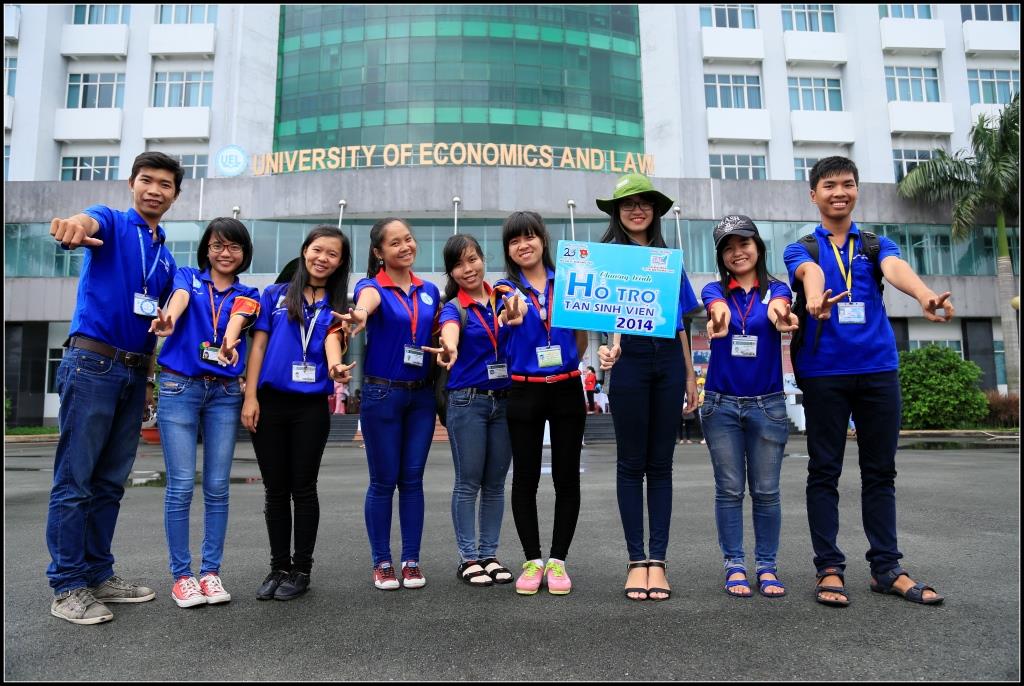 UEL UNIVERSITY OF ECONOMICS AND LAW
Chương trình
HỖ TRỢ
TÂN SINH VIÊN
2014